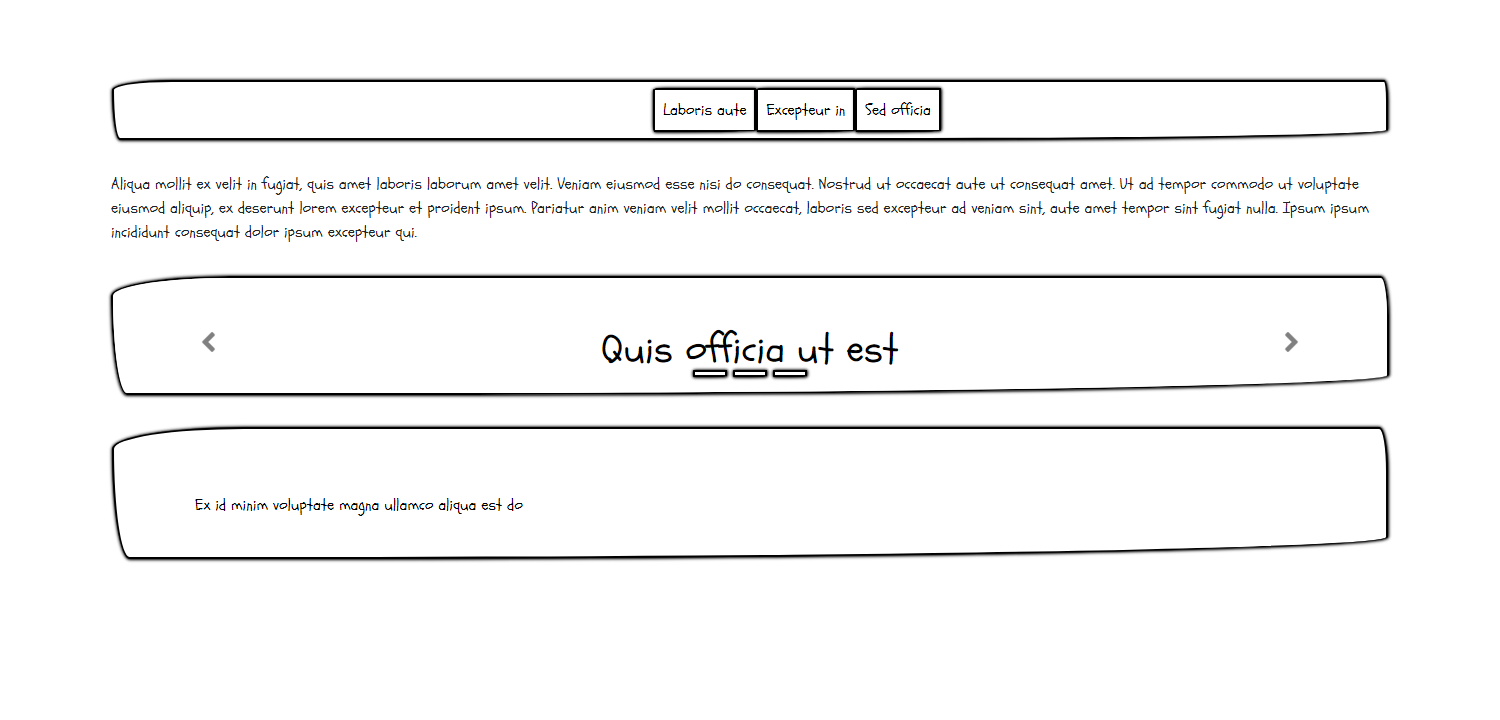 Laboris aute Excepteur in Sed officia
Aliqua mollit ex velit in fugiat, quis amet laboris laborum amet velit. Veniam eiusmod esse nisi do consequat. Nostrud ut occaecat aute ut consequat amet. Ut ad tempor commodo ut voluptate
eiusmod aliquip, ex deserunt lorem excepteur et proident ipsum. Pariatur anim veniam velit mollit occaecat, laboris sed excepteur ad veniam sint, aute amet tempor sint fugiat nulla. Ipsum ipsum
incididunt consequat dolor ipsum excepteur qui.
Quis officia ut est
Ex id minim voluptate magna ullamco aliqua est do